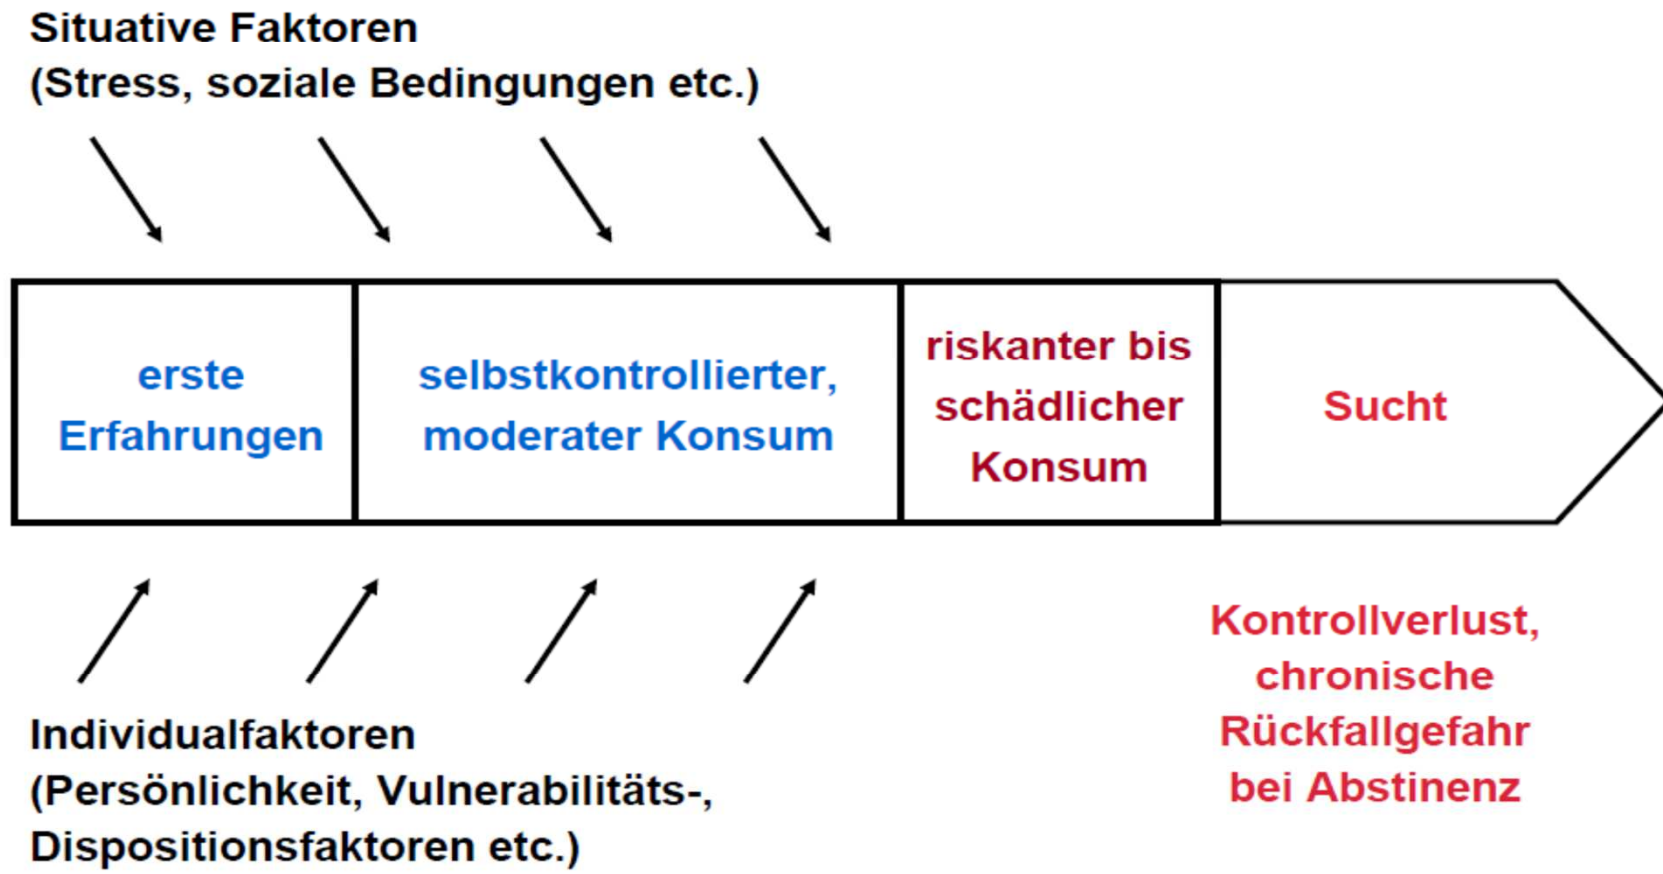 Situative Faktoren
(Stress, soziale Bedingungen etc.)
erste
Erfahrungen
selbstkontrollierter,
moderater Konsum
riskanter bis
schädlicher
Konsum
Sucht
Kontrollverlust,
chronische
Rückfallgefahr
bei Abstinenz
Individualfaktoren
(Persönlichkeit, Vulnerabilitäts-,
Dispositionsfaktoren etc.)